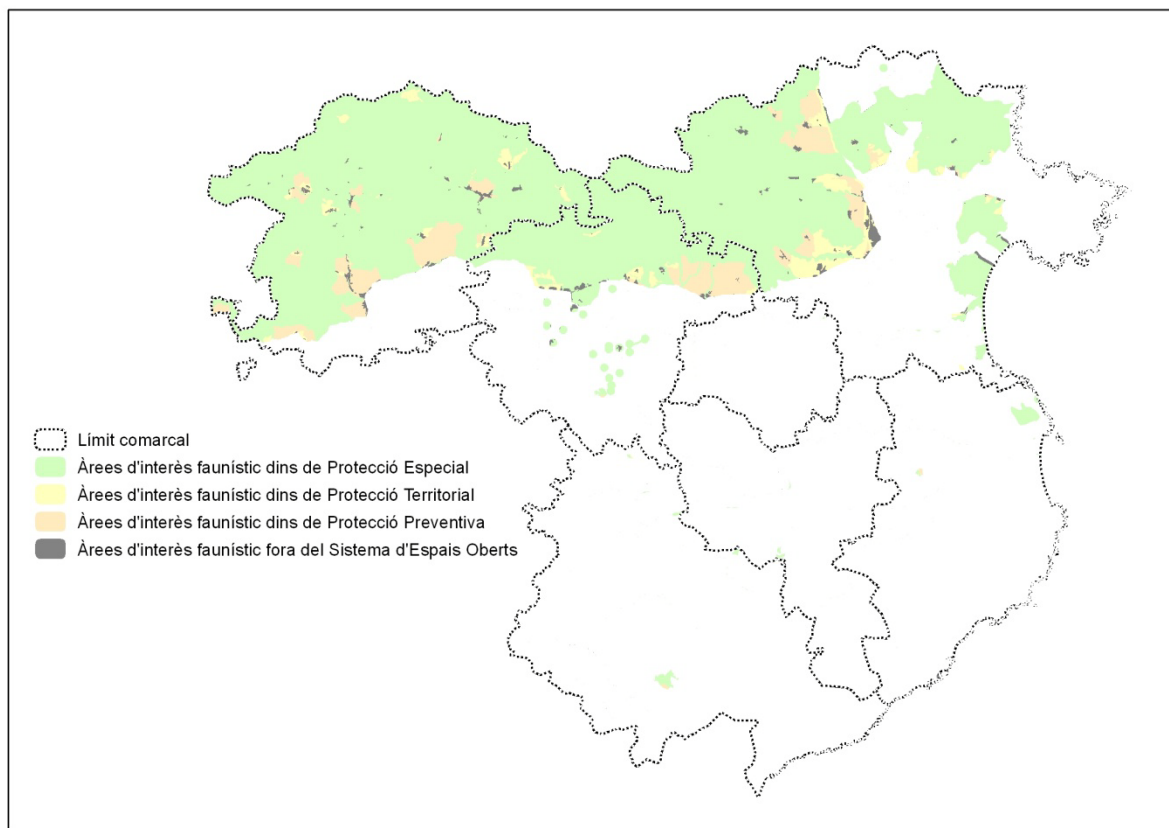 Límit comarcal
Àrees d'interès faunístic dins de Protecció Especial
Àrees d'interès faunístic dins de Protecció Territorial
Àrees d'interès faunístic dins de Protecció Preventiva
Àrees d'interès faunístic fora del Sistema d'Espais Oberts